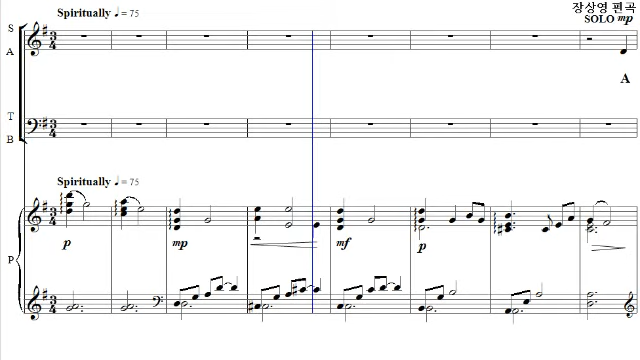 장상영 편곡
Spiritually ♩ = 75
SOLO mp
S
A
A
T
B
Spiritually ♩ = 75
P
p mp mf p